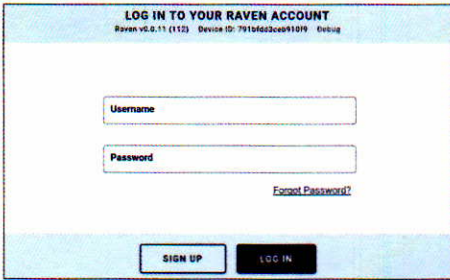 LOG IN TO YOUR RAVEN ACCOUNT
Raven v0.0.11 (112) Device ID: 791bfdd3ceb910f9 Debug
Username
Password
Forgot Password?
SIGN UP
LOG IN